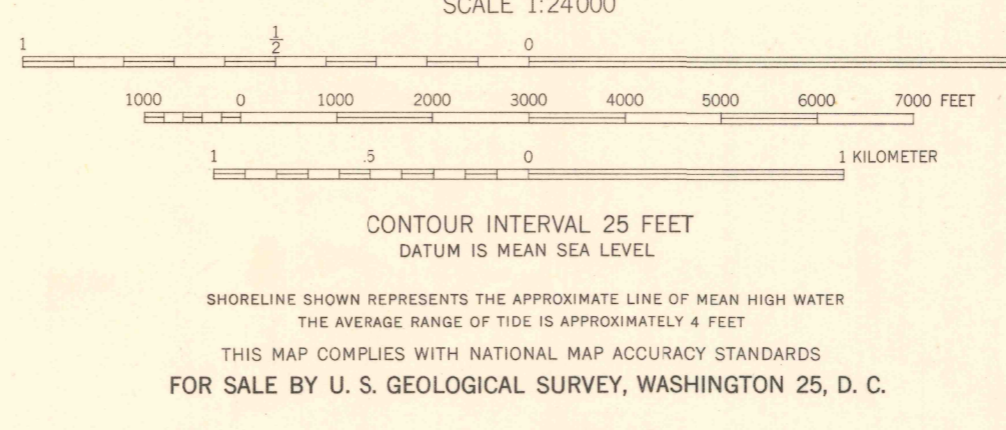 SCALE 1:24000
1 1/2 0
1000 0 1000 2000 3000 4000 5000 6000 7000 FEET
1 .5 0 1 KILOMETER
CONTOUR INTERVAL 25 FEET
DATUM IS MEAN SEA LEVEL
SHORELINE SHOWN REPRESENTS THE APPROXIMATE LINE OF MEAN HIGH WATER
THE AVERAGE RANGE OF TIDE IS APPROXIMATELY 4 FEET
THIS MAP COMPLIES WITH NATIONAL MAP ACCURACY STANDARDS
FOR SALE BY U. S. GEOLOGICAL SURVEY, WASHINGTON 25, D. C.